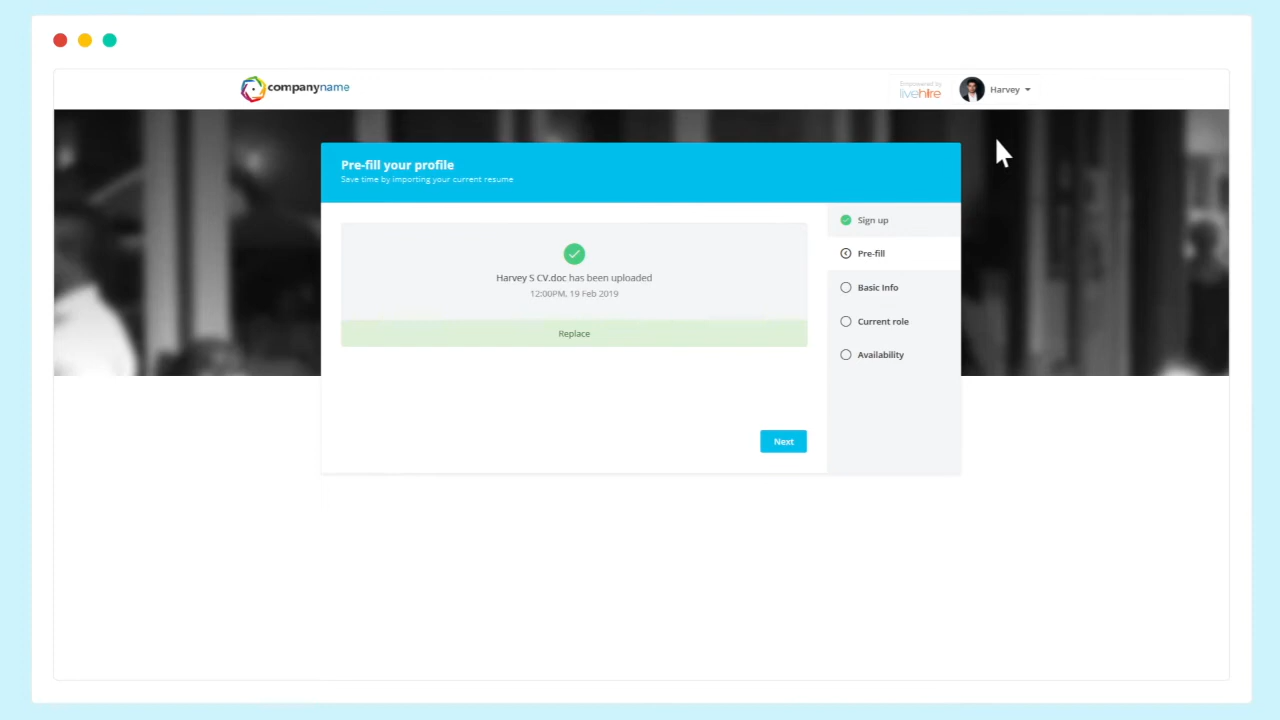 companyname
Empowered by
livehire
Harvey
Pre-fill your profile
Save time by importing your current resume
Sign up
Harvey S CV.doc has been uploaded
12:00PM, 19 Feb 2019
Replace
Pre-fill
Basic Info
Current role
Availability
Next